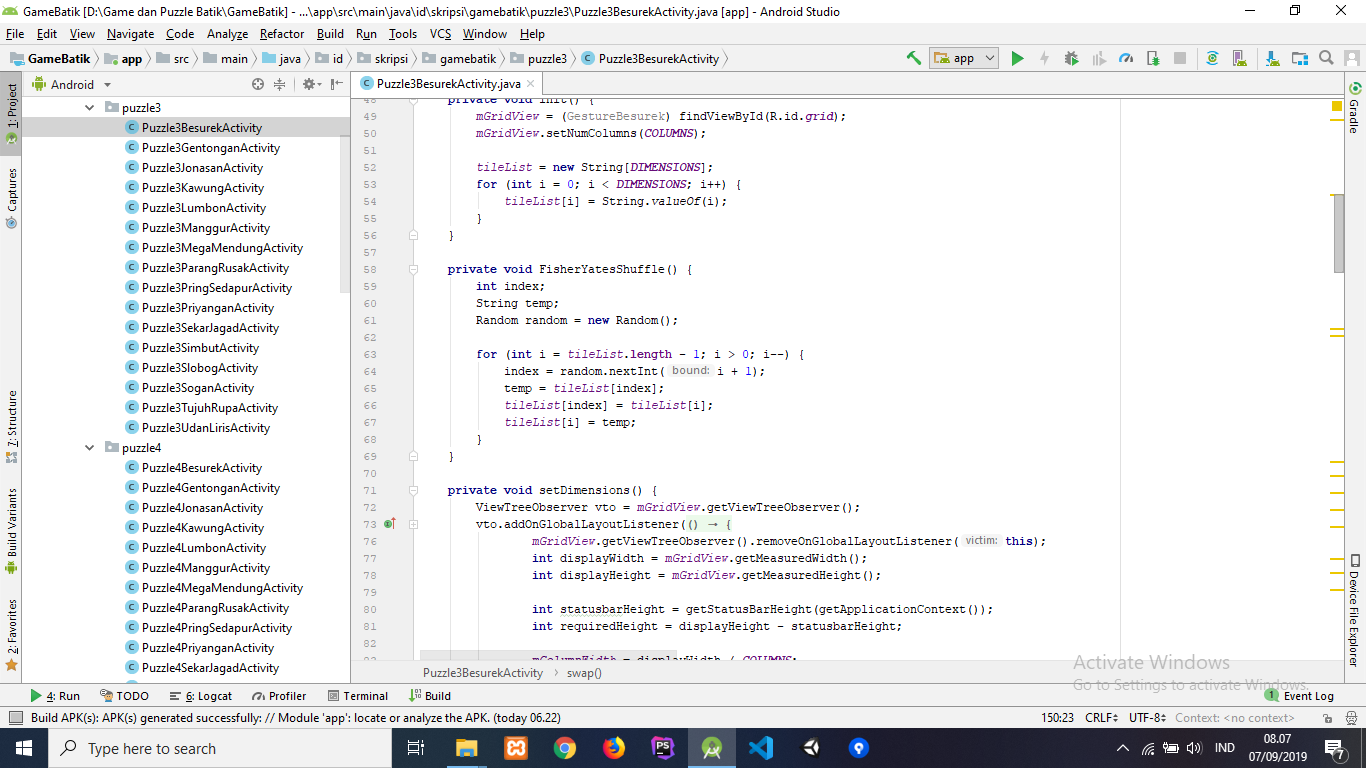 GameBatik [D:\Game dan Puzzle Batik\GameBatik] - ...\app\src\main\java\id\skripsi\gamebatik\puzzle3\Puzzle3BesurekActivity.java [app] - Android Studio
File Edit View Navigate Code Analyze Refactor Build Run Tools VCS Window Help
GameBatik app src main java id skripsi gamebatik puzzle3 Puzzle3BesurekActivity
app
Android
Puzzle3BesurekActivity.java
1: Project
Captures
7: Structure
Build Variants
2: Favorites
puzzle3
Puzzle3BesurekActivity
Puzzle3GentonganActivity
Puzzle3JonasanActivity
Puzzle3KawungActivity
Puzzle3LumbonActivity
Puzzle3ManggurActivity
Puzzle3MegaMendungActivity
Puzzle3ParangRusakActivity
Puzzle3PringSedapurActivity
Puzzle3PriyanganActivity
Puzzle3SekarJagadActivity
Puzzle3SimbutActivity
Puzzle3SlobogActivity
Puzzle3SoganActivity
Puzzle3TujuhRupaActivity
Puzzle3UdanLirisActivity
puzzle4
Puzzle4BesurekActivity
Puzzle4GentonganActivity
Puzzle4JonasanActivity
Puzzle4KawungActivity
Puzzle4LumbonActivity
Puzzle4ManggurActivity
Puzzle4MegaMendungActivity
Puzzle4ParangRusakActivity
Puzzle4PringSedapurActivity
Puzzle4PriyanganActivity
Puzzle4SekarJagadActivity
48 private void init() {
49 mGridView = (GestureBesurek) findViewById(R.id.grid);
50 mGridView.setNumColumns(COLUMNS);
51
52 tileList = new String[DIMENSIONS];
53 for (int i = 0; i < DIMENSIONS; i++) {
54 tileList[i] = String.valueOf(i);
55 }
56 }
57
58 private void FisherYatesShuffle() {
59 int index;
60 String temp;
61 Random random = new Random();
62
63 for (int i = tileList.length - 1; i > 0; i--) {
64 index = random.nextInt( bound: i + 1);
65 temp = tileList[index];
66 tileList[index] = tileList[i];
67 tileList[i] = temp;
68 }
69 }
70
71 private void setDimensions() {
72 ViewTreeObserver vto = mGridView.getViewTreeObserver();
73 vto.addOnGlobalLayoutListener(() → {
76 mGridView.getViewTreeObserver().removeOnGlobalLayoutListener( victim: this);
77 int displayWidth = mGridView.getMeasuredWidth();
78 int displayHeight = mGridView.getMeasuredHeight();
79
80 int statusbarHeight = getStatusBarHeight(getApplicationContext());
81 int requiredHeight = displayHeight - statusbarHeight;
82
83 mColumnWidth = displayWidth / COLUMNS;
Puzzle3BesurekActivity swap()
Gradle
Device File Explorer
Activate Windows
Go to Settings to activate Windows.
4: Run TODO 6: Logcat Profiler Terminal Build 1 Event Log
Build APK(s): APK(s) generated successfully: // Module 'app': locate or analyze the APK. (today 06.22) 150:23 CRLF UTF-8 Context: <no context>
Type here to search
PS
IND
08.07
07/09/2019
7